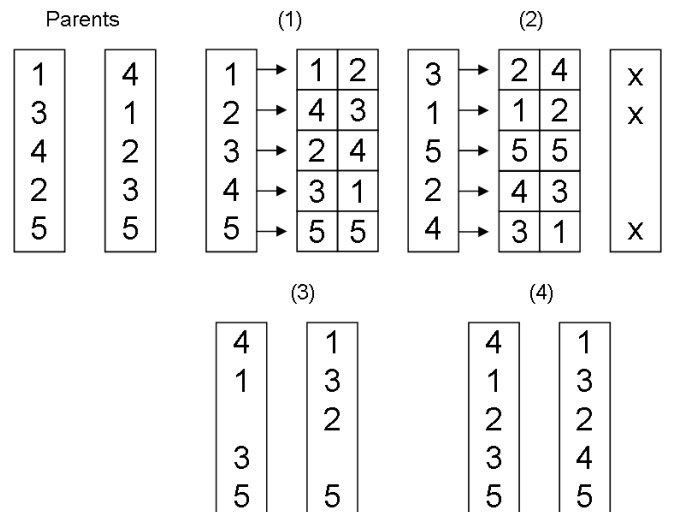 Parents (1) (2)
1 4 1 1 2 3 2 4 x
3 1 2 4 3 1 1 2 x
4 2 3 2 4 5 5 5
2 3 4 3 1 2 4 3
5 5 5 5 5 4 3 1 x
(3) (4)
4 1 4 1
1 3 1 3
2 2 2
3 3 4
5 5 5 5